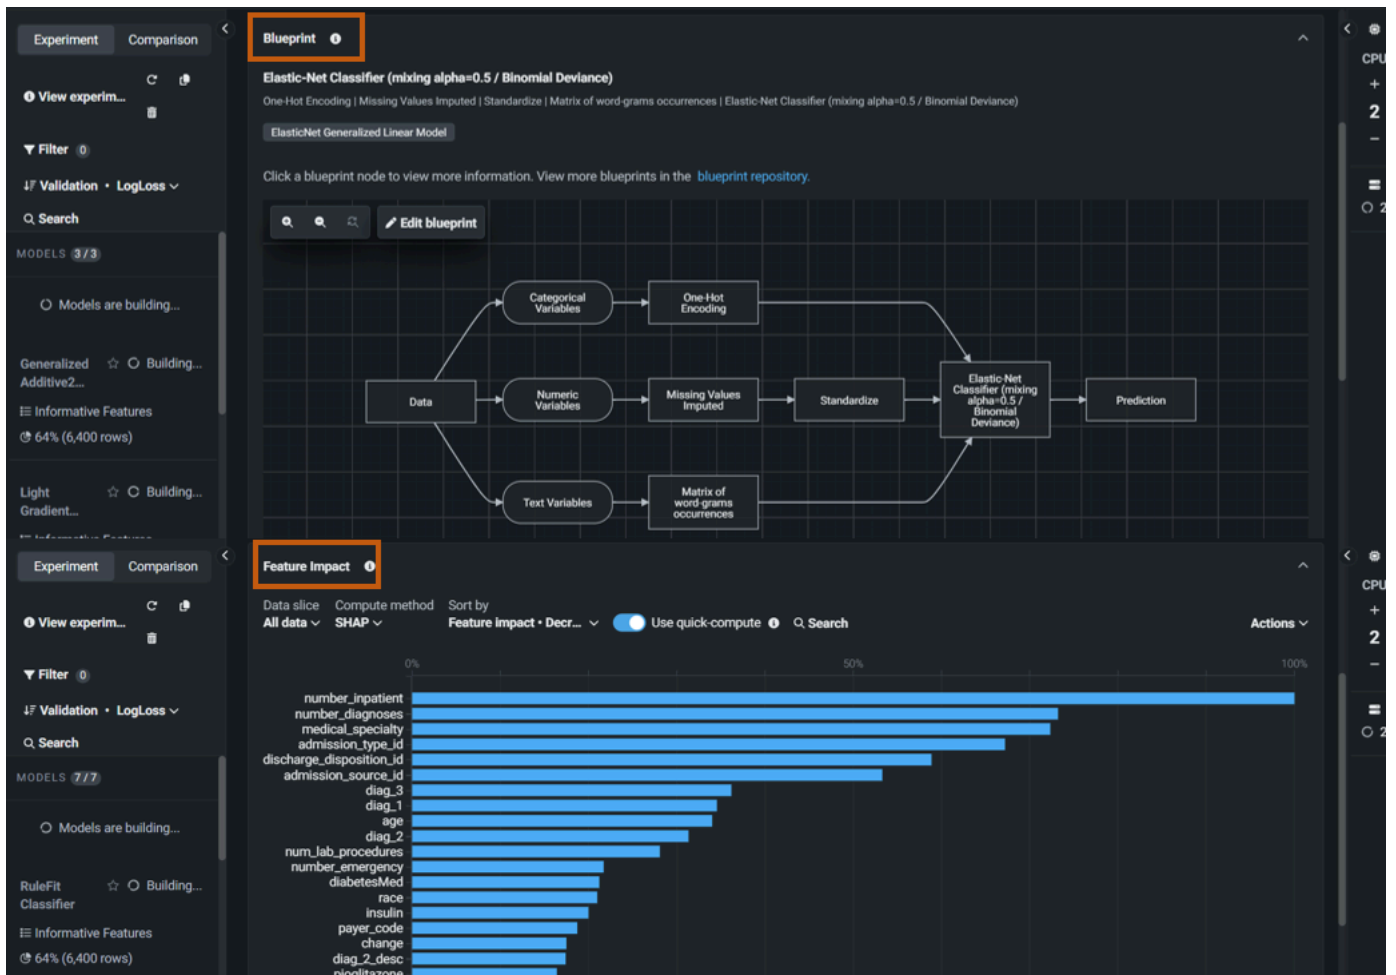 Experiment Comparison
View experim...
Filter 0
Validation • LogLoss
Search
MODELS 3/3
Models are building...
Generalized Additive2...
Building...
Informative Features
64% (6,400 rows)
Light Gradient...
Building...
Blueprint
Elastic-Net Classifier (mixing alpha=0.5 / Binomial Deviance)
One-Hot Encoding | Missing Values Imputed | Standardize | Matrix of word-grams occurrences | Elastic-Net Classifier (mixing alpha=0.5 / Binomial Deviance)
ElasticNet Generalized Linear Model
Click a blueprint node to view more information. View more blueprints in the blueprint repository.
Edit blueprint
Categorical
Variables
One-Hot
Encoding
Data
Numeric
Variables
Missing Values
Imputed
Standardize
Elastic-Net
Classifier (mixing
alpha=0.5 /
Binomial
Deviance)
Prediction
Text Variables
Matrix of
word-grams
occurrences
CPU
+
2
−
2
Experiment Comparison
View experim...
Filter 0
Validation • LogLoss
Search
MODELS 7/7
Models are building...
RuleFit
Classifier
Building...
Informative Features
64% (6,400 rows)
Feature Impact
Data slice Compute method Sort by
All data SHAP Feature impact • Decr... Use quick-compute Search Actions
0% 50% 100%
number_inpatient
number_diagnoses
medical_specialty
admission_type_id
discharge_disposition_id
admission_source_id
diag_3
diag_1
age
diag_2
num_lab_procedures
number_emergency
diabetesMed
race
insulin
payer_code
change
diag_2_desc
pioglitazone
CPU
+
2
−
2